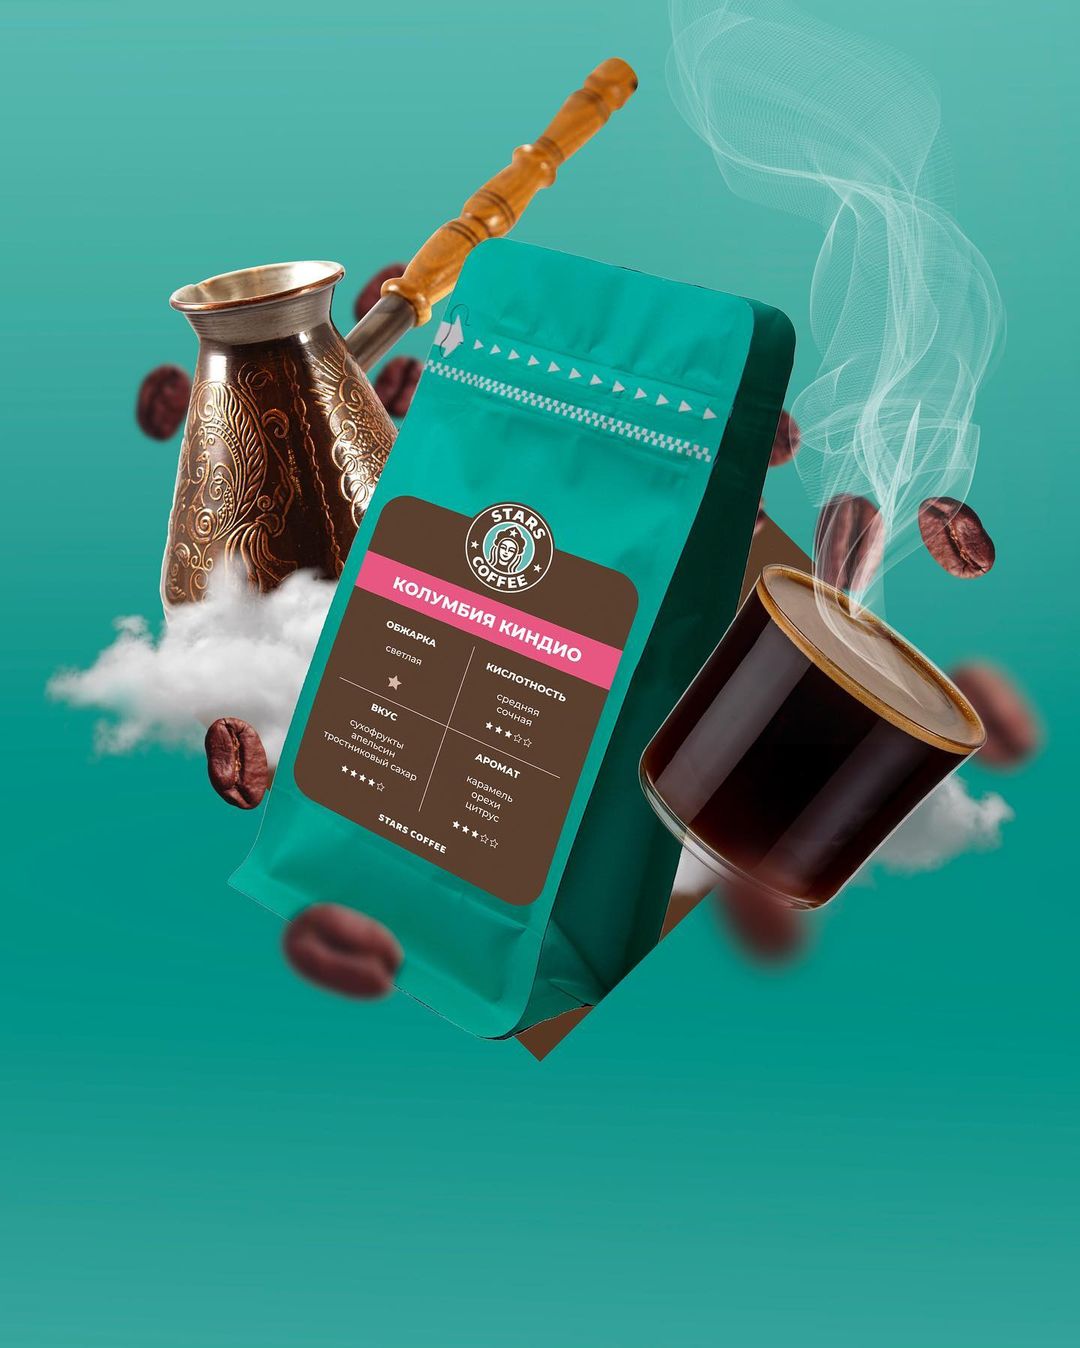 STARS
COFFEE
КОЛУМБИЯ КИНДИО
ОБЖАРКА
светлая
КИСЛОТНОСТЬ
средняя
сочная
ВКУС
сухофрукты
апельсин
тростниковый сахар
АРОМАТ
карамель
орехи
цитрус
STARS COFFEE